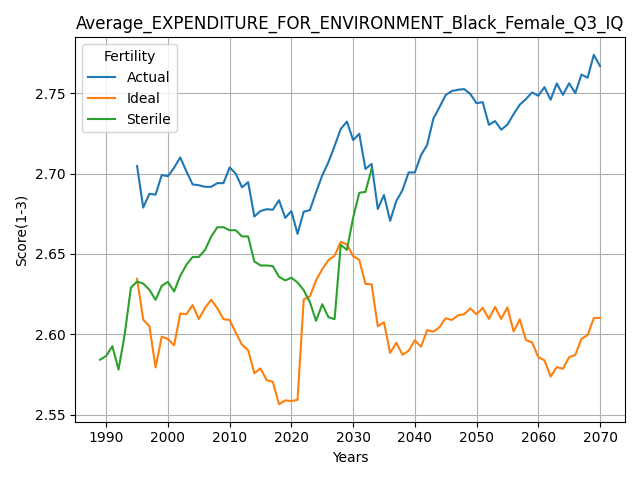 Average_EXPENDITURE_FOR_ENVIRONMENT_Black_Female_Q3_IQ
Fertility
Actual
Ideal
Sterile
Score(1-3)
2.75
2.70
2.65
2.60
2.55
1990 2000 2010 2020 2030 2040 2050 2060 2070
Years